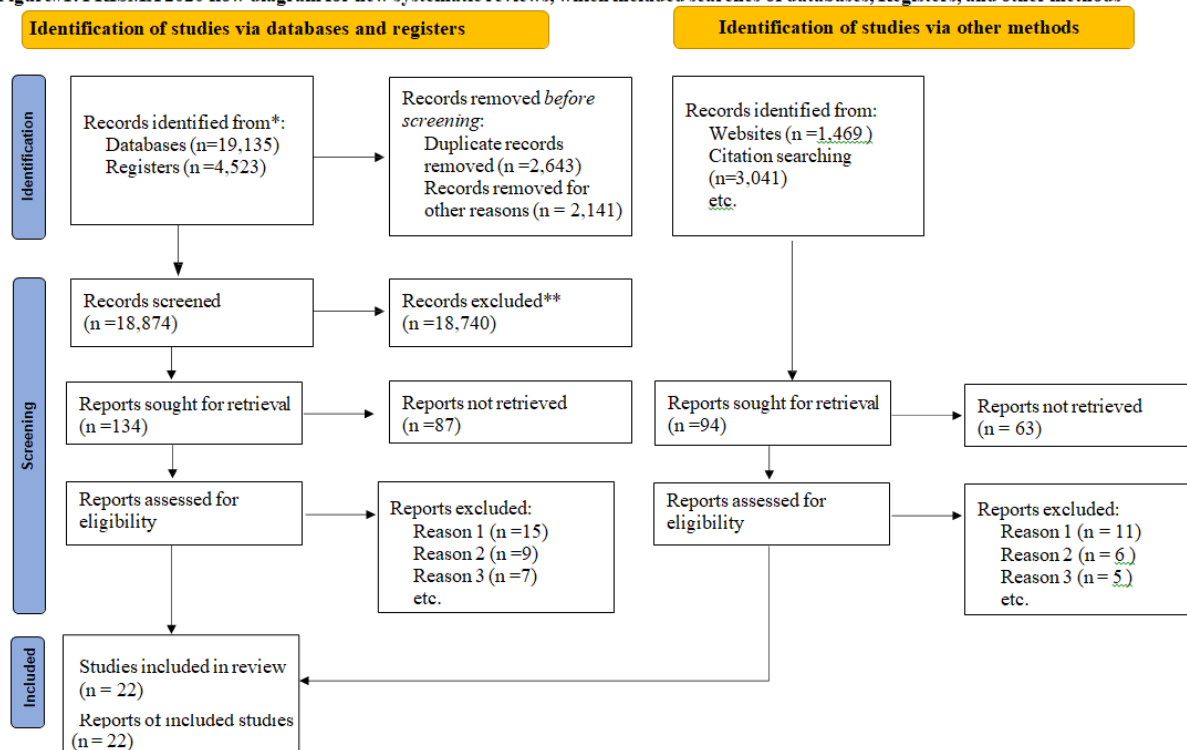 Identification of studies via databases and registers
Identification of studies via other methods
Identification
Records identified from*:
Databases (n=19,135)
Registers (n =4,523)
Records removed before
screening:
Duplicate records
removed (n =2,643)
Records removed for
other reasons (n = 2,141)
Records identified from:
Websites (n =1,469 )
Citation searching
(n=3,041)
etc.
Screening
Records screened
(n =18,874)
Records excluded**
(n =18,740)
Reports sought for retrieval
(n =134)
Reports not retrieved
(n =87)
Reports sought for retrieval
(n =94)
Reports not retrieved
(n = 63)
Reports assessed for
eligibility
Reports excluded:
Reason 1 (n =15)
Reason 2 (n =9)
Reason 3 (n =7)
etc.
Reports assessed for
eligibility
Reports excluded:
Reason 1 (n = 11)
Reason 2 (n = 6 )
Reason 3 (n = 5 )
etc.
Included
Studies included in review
(n = 22)
Reports of included studies
(n = 22)